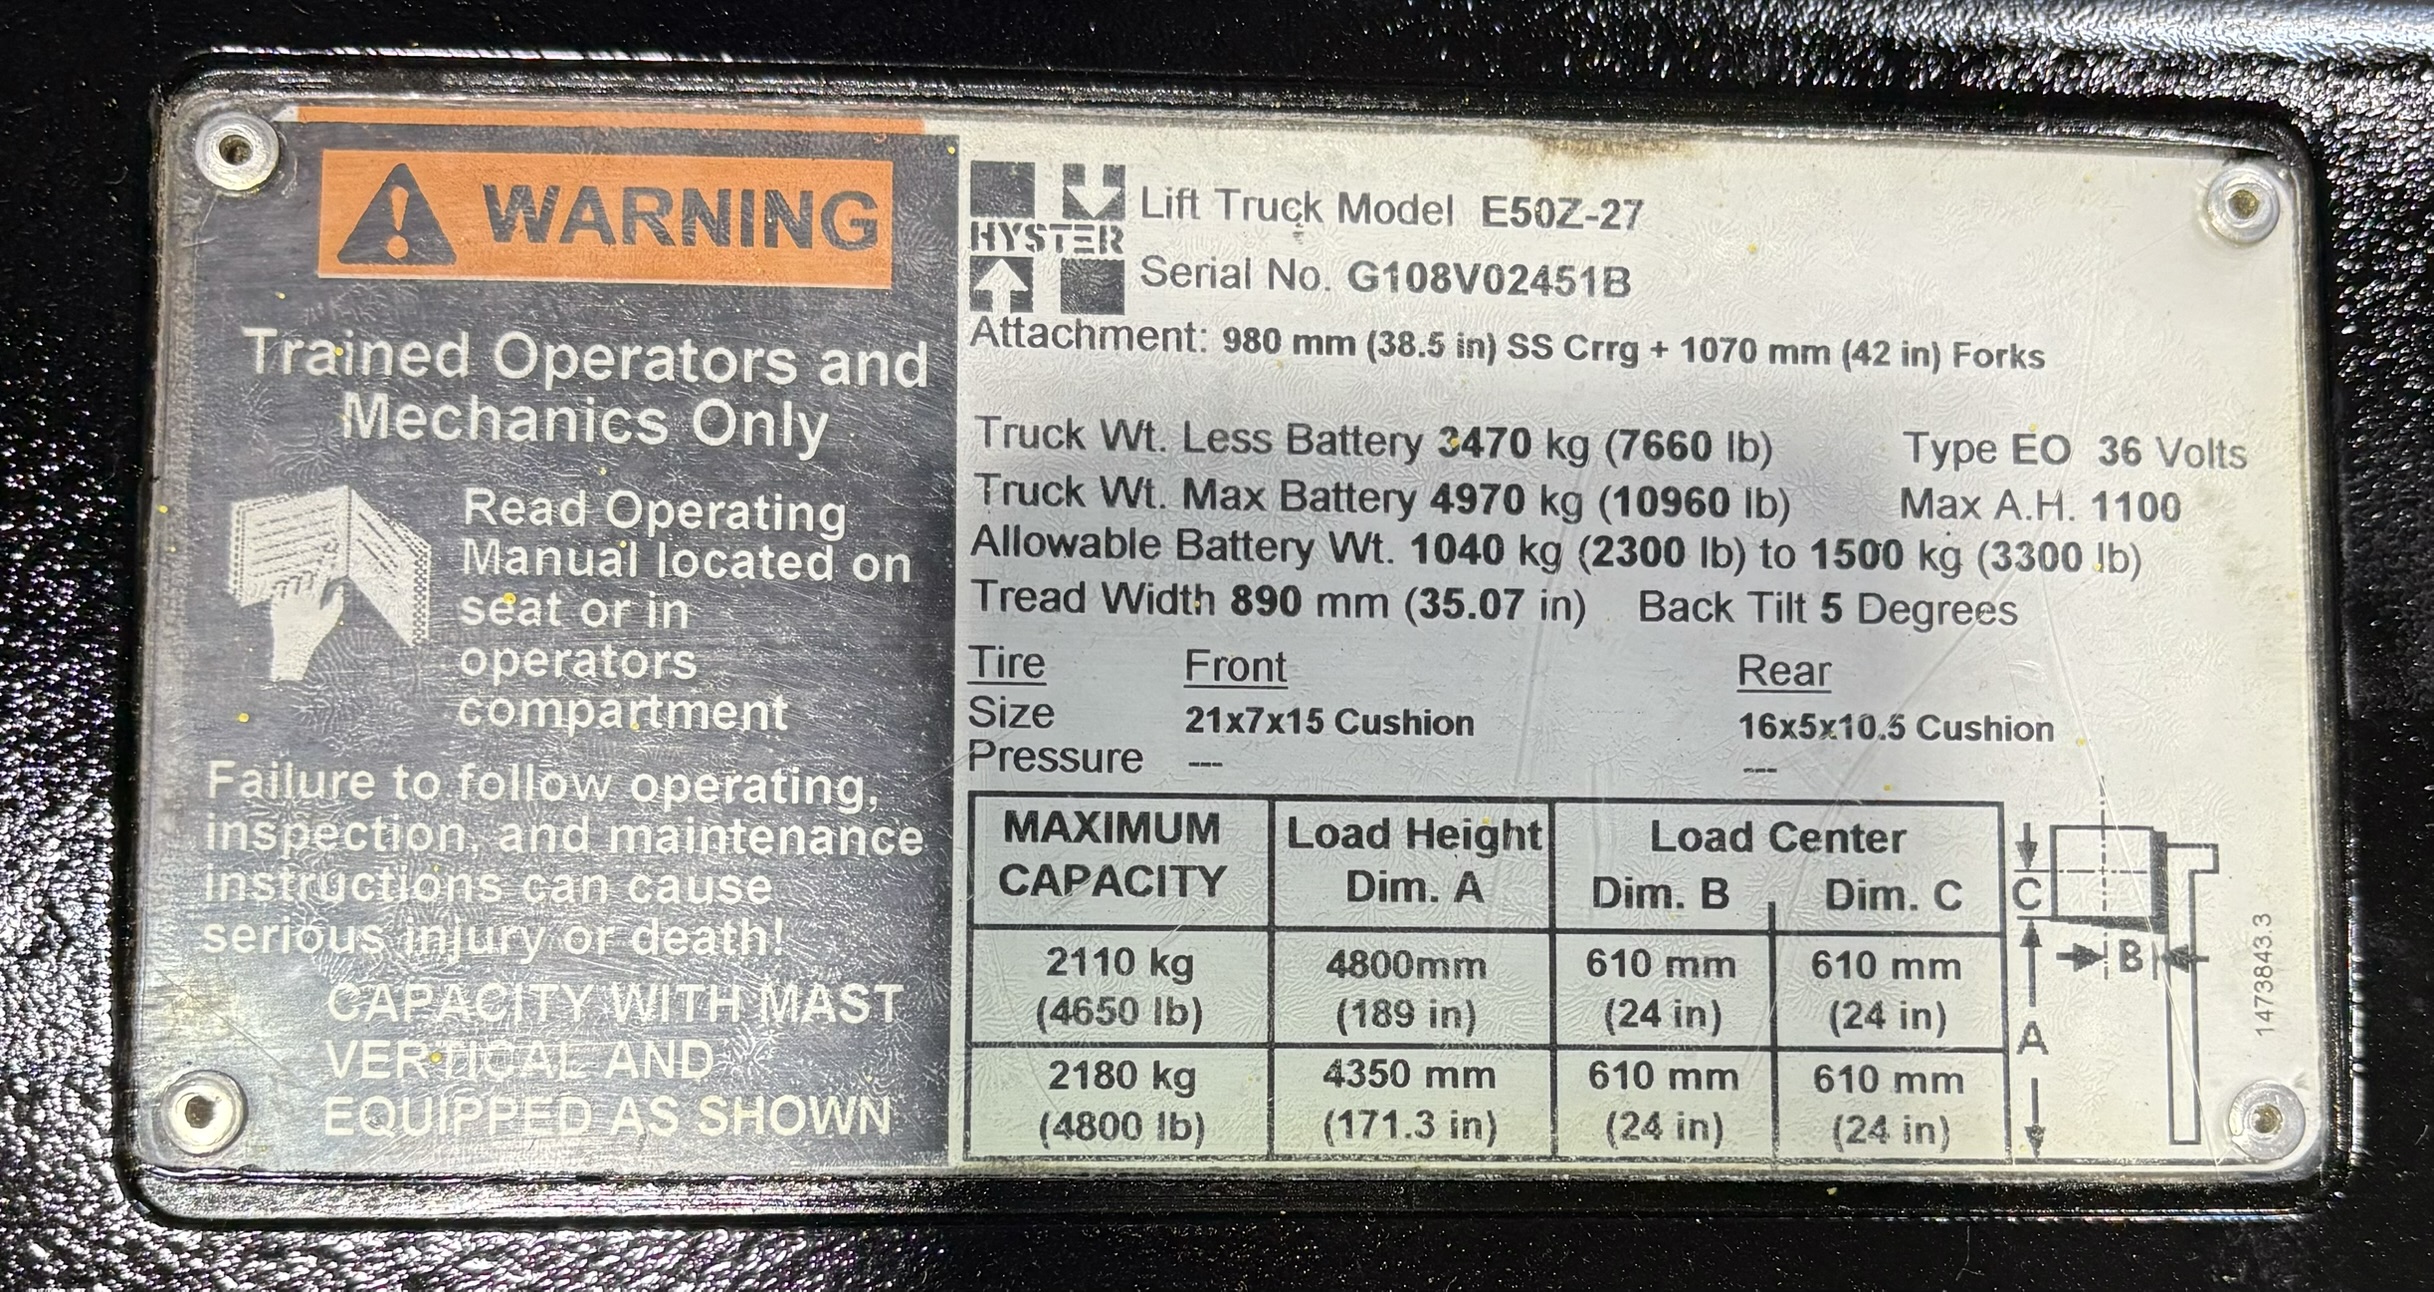 WARNING
Trained Operators and
Mechanics Only
Read Operating
Manual located on
seat or in
operators
compartment
Failure to follow operating,
inspection, and maintenance
instructions can cause
serious injury or death!
CAPACITY WITH MAST
VERTICAL AND
EQUIPPED AS SHOWN
HYSTER
Lift Truck Model E50Z-27
Serial No. G108V02451B
Attachment: 980 mm (38.5 in) SS Crrg + 1070 mm (42 in) Forks
Truck Wt. Less Battery 3470 kg (7660 lb) Type EO 36 Volts
Truck Wt. Max Battery 4970 kg (10960 lb) Max A.H. 1100
Allowable Battery Wt. 1040 kg (2300 lb) to 1500 kg (3300 lb)
Tread Width 890 mm (35.07 in) Back Tilt 5 Degrees
Tire Front Rear
Size 21x7x15 Cushion 16x5x10.5 Cushion
Pressure --- ---
MAXIMUM Load Height Load Center
CAPACITY Dim. A Dim. B Dim. C
2110 kg 4800mm 610 mm 610 mm
(4650 lb) (189 in) (24 in) (24 in)
2180 kg 4350 mm 610 mm 610 mm
(4800 lb) (171.3 in) (24 in) (24 in)
C
B
A
1473843.3